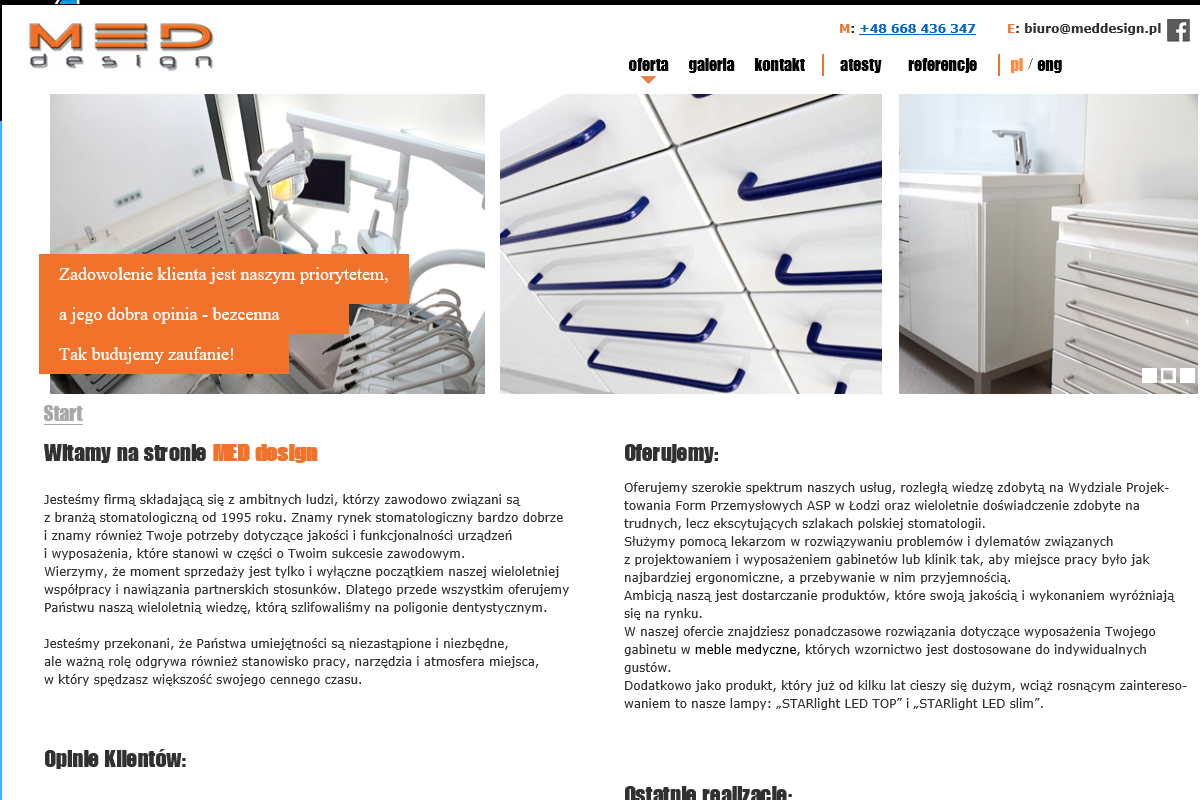 MED
design
M: +48 668 436 347
E: biuro@meddesign.pl
oferta galeria kontakt atesty referencje pl / eng
Zadowolenie klienta jest naszym priorytetem,
a jego dobra opinia - bezcenna
Tak budujemy zaufanie!
Start
Witamy na stronie MED design
Jesteśmy firmą składającą się z ambitnych ludzi, którzy zawodowo związani są
z branżą stomatologiczną od 1995 roku. Znamy rynek stomatologiczny bardzo dobrze
i znamy również Twoje potrzeby dotyczące jakości i funkcjonalności urządzeń
i wyposażenia, które stanowi w części o Twoim sukcesie zawodowym.
Wierzymy, że moment sprzedaży jest tylko i wyłączne początkiem naszej wieloletniej
współpracy i nawiązania partnerskich stosunków. Dlatego przede wszystkim oferujemy
Państwu naszą wieloletnią wiedzę, którą szlifowaliśmy na poligonie dentystycznym.
Jesteśmy przekonani, że Państwa umiejętności są niezastąpione i niezbędne,
ale ważną rolę odgrywa również stanowisko pracy, narzędzia i atmosfera miejsca,
w który spędzasz większość swojego cennego czasu.
Opinie Klientów:
Oferujemy:
Oferujemy szerokie spektrum naszych usług, rozległą wiedzę zdobytą na Wydziale Projek-
towania Form Przemysłowych ASP w Łodzi oraz wieloletnie doświadczenie zdobyte na
trudnych, lecz ekscytujących szlakach polskiej stomatologii.
Służymy pomocą lekarzom w rozwiązywaniu problemów i dylematów związanych
z projektowaniem i wyposażeniem gabinetów lub klinik tak, aby miejsce pracy było jak
najbardziej ergonomiczne, a przebywanie w nim przyjemnością.
Ambicją naszą jest dostarczanie produktów, które swoją jakością i wykonaniem wyróżniają
się na rynku.
W naszej ofercie znajdziesz ponadczasowe rozwiązania dotyczące wyposażenia Twojego
gabinetu w meble medyczne, których wzornictwo jest dostosowane do indywidualnych
gustów.
Dodatkowo jako produkt, który już od kilku lat cieszy się dużym, wciąż rosnącym zaintereso-
waniem to nasze lampy: „STARlight LED TOP” i „STARlight LED slim”.
Ostatnie realizacje: